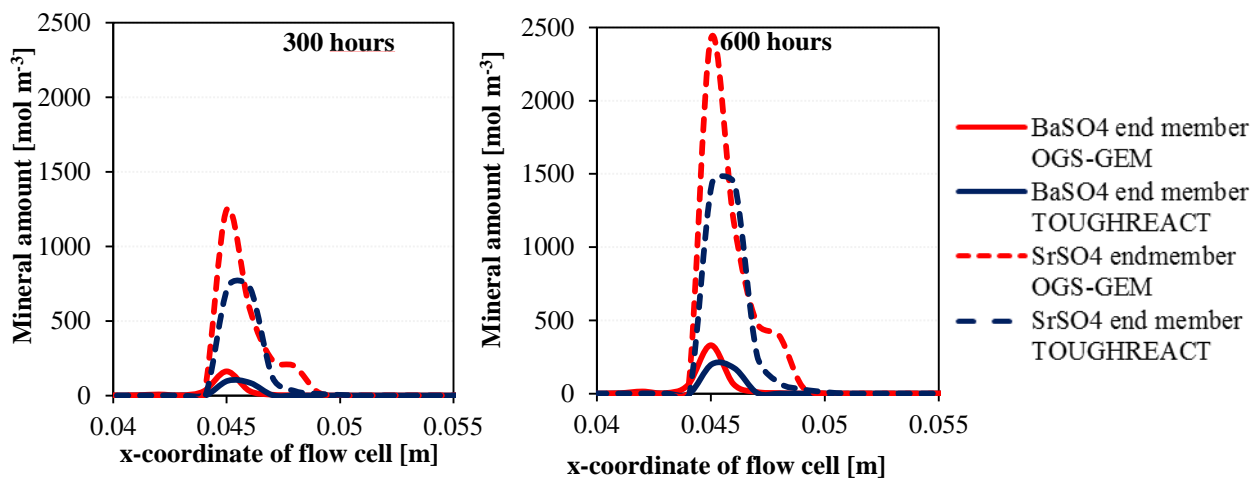 Mineral amount [mol m-3]
2500
2000
1500
1000
500
0
0.04
0.045
0.05
0.055
x-coordinate of flow cell [m]
300 hours
Mineral amount [mol m-3]
2500
2000
1500
1000
500
0
0.04
0.045
0.05
0.055
x-coordinate of flow cell [m]
600 hours
BaSO4 end member
OGS-GEM
BaSO4 end member
TOUGHREACT
SrSO4 endmember
OGS-GEM
SrSO4 end member
TOUGHREACT